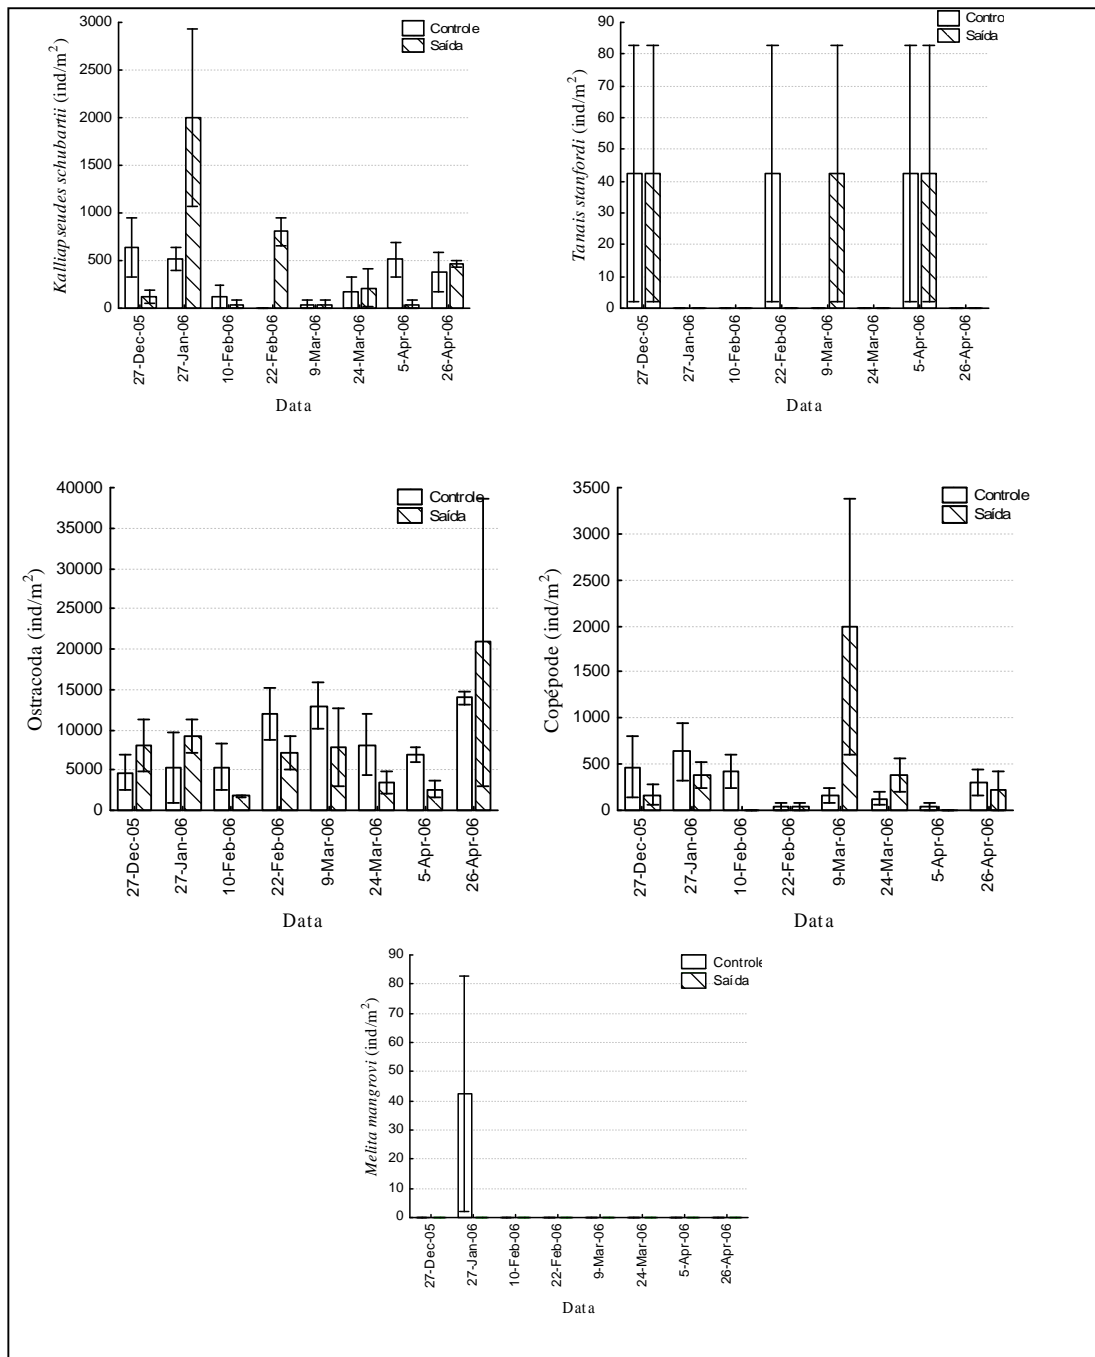 Kalliapseudes schubartii (ind/m²)
3000
2500
2000
1500
1000
500
0
Controle
Saída
27-Dec-05
27-Jan-06
10-Feb-06
22-Feb-06
9-Mar-06
24-Mar-06
5-Apr-06
26-Apr-06
Data
Tanais stanfordi (ind/m²)
90
80
70
60
50
40
30
20
10
0
Contro
Saída
27-Dec-05
27-Jan-06
10-Feb-06
22-Feb-06
9-Mar-06
24-Mar-06
5-Apr-06
26-Apr-06
Data
Ostracoda (ind/m²)
40000
35000
30000
25000
20000
15000
10000
5000
0
Controle
Saída
27-Dec-05
27-Jan-06
10-Feb-06
22-Feb-06
9-Mar-06
24-Mar-06
5-Apr-06
26-Apr-06
Data
Copépode (ind/m²)
3500
3000
2500
2000
1500
1000
500
0
Controle
Saída
27-Dec-05
27-Jan-06
10-Feb-06
22-Feb-06
9-Mar-06
24-Mar-06
5-Apr-06
26-Apr-06
Data
Melita mangrovi (ind/m²)
90
80
70
60
50
40
30
20
10
0
Controle
Saída
27-Dec-05
27-Jan-06
10-Feb-06
22-Feb-06
9-Mar-06
24-Mar-06
5-Apr-06
26-Apr-06
Data